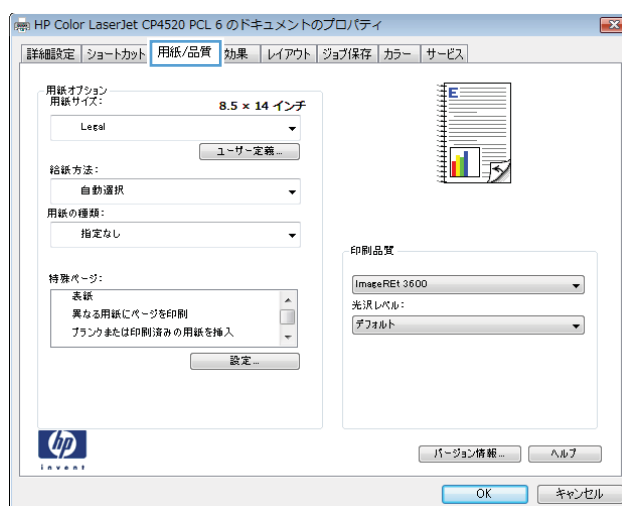 HP Color LaserJet CP4520 PCL 6 のドキュメントのプロパティ
詳細設定 ショートカット 用紙/品質 効果 レイアウト ジョブ保存 カラー サービス
用紙オプション
用紙サイズ: 8.5 × 14 インチ
Legal
ユーザー定義...
給紙方法:
自動選択
用紙の種類:
指定なし
特殊ページ:
表紙
異なる用紙にページを印刷
ブランクまたは印刷済みの用紙を挿入
設定...
E
印刷品質
ImageREt 3600
光沢レベル:
デフォルト
hp
invent
バージョン情報... ヘルプ
OK キャンセル